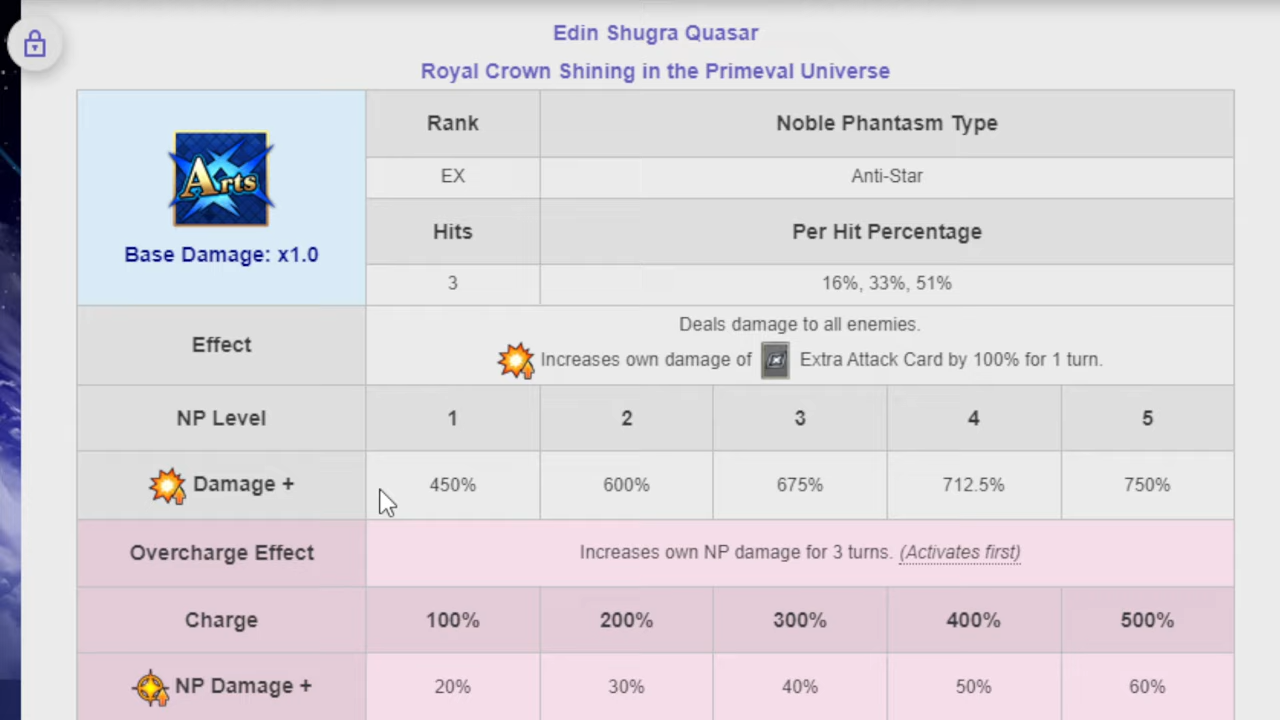 Edin Shugra Quasar
Royal Crown Shining in the Primeval Universe
Arts
Base Damage: x1.0
Rank
Noble Phantasm Type
EX
Anti-Star
Hits
Per Hit Percentage
3
16%, 33%, 51%
Effect
Deals damage to all enemies.
Increases own damage of Extra Attack Card by 100% for 1 turn.
NP Level 1 2 3 4 5
Damage + 450% 600% 675% 712.5% 750%
Overcharge Effect
Increases own NP damage for 3 turns. (Activates first)
Charge 100% 200% 300% 400% 500%
NP Damage + 20% 30% 40% 50% 60%